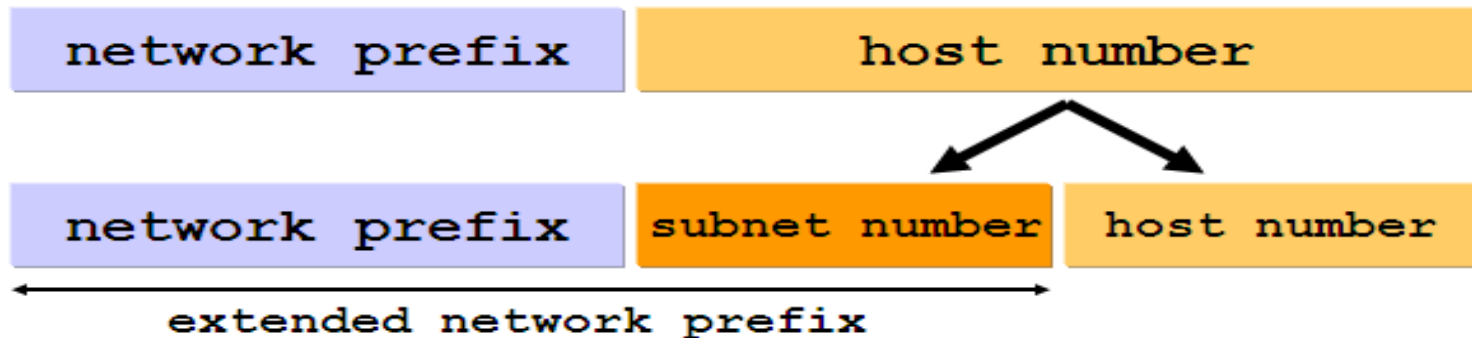 network prefix host number
network prefix subnet number host number
extended network prefix